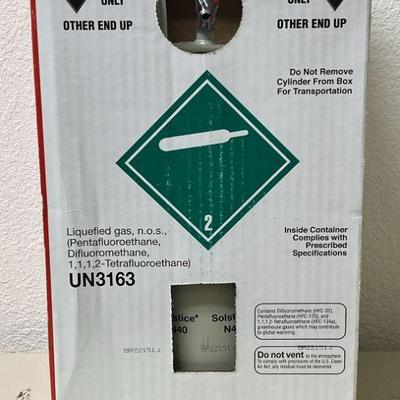 ONLY
OTHER END UP
ONLY
OTHER END UP
Do Not Remove
Cylinder From Box
For Transportation
2
Liquefied gas, n.o.s.,
(Pentafluoroethane,
Difluoromethane,
1,1,1,2-Tetrafluoroethane)
UN3163
Inside Container
Complies with
Prescribed
Specifications
lstice®
N40
Solst
N4
BR22151J
BR22151J
Contains Difluoromethane (HFC-32),
Pentafluoroethane (HFC-125), and
1,1,1,2-Tetrafluoroethane (HFC-134a),
greenhouse gases which may contribute
to global warming.
Do not vent to the atmosphere.
To comply with provisions of the U.S. Clean
Air Act, any residual must be recovered.